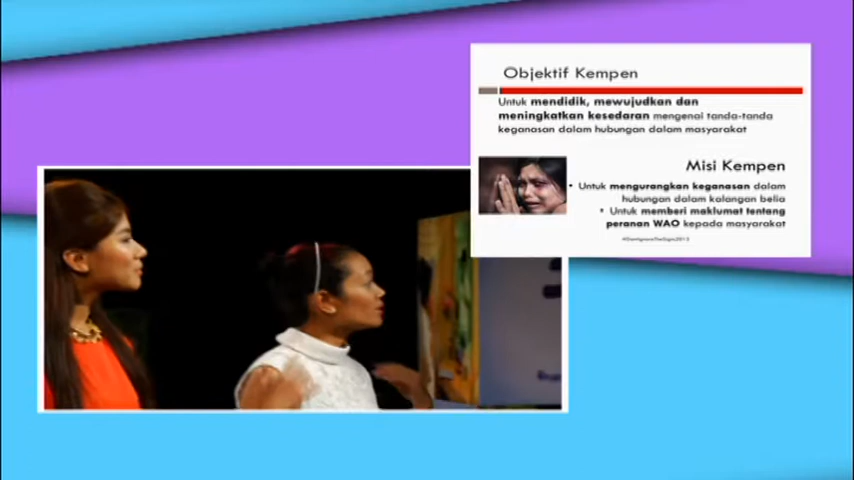 Objektif Kempen
Untuk mendidik, mewujudkan dan
meningkatkan kesedaran mengenai tanda-tanda
keganasan dalam hubungan dalam masyarakat
Misi Kempen
• Untuk mengurangkan keganasan dalam
hubungan dalam kalangan belia
• Untuk memberi maklumat tentang
peranan WAO kepada masyarakat